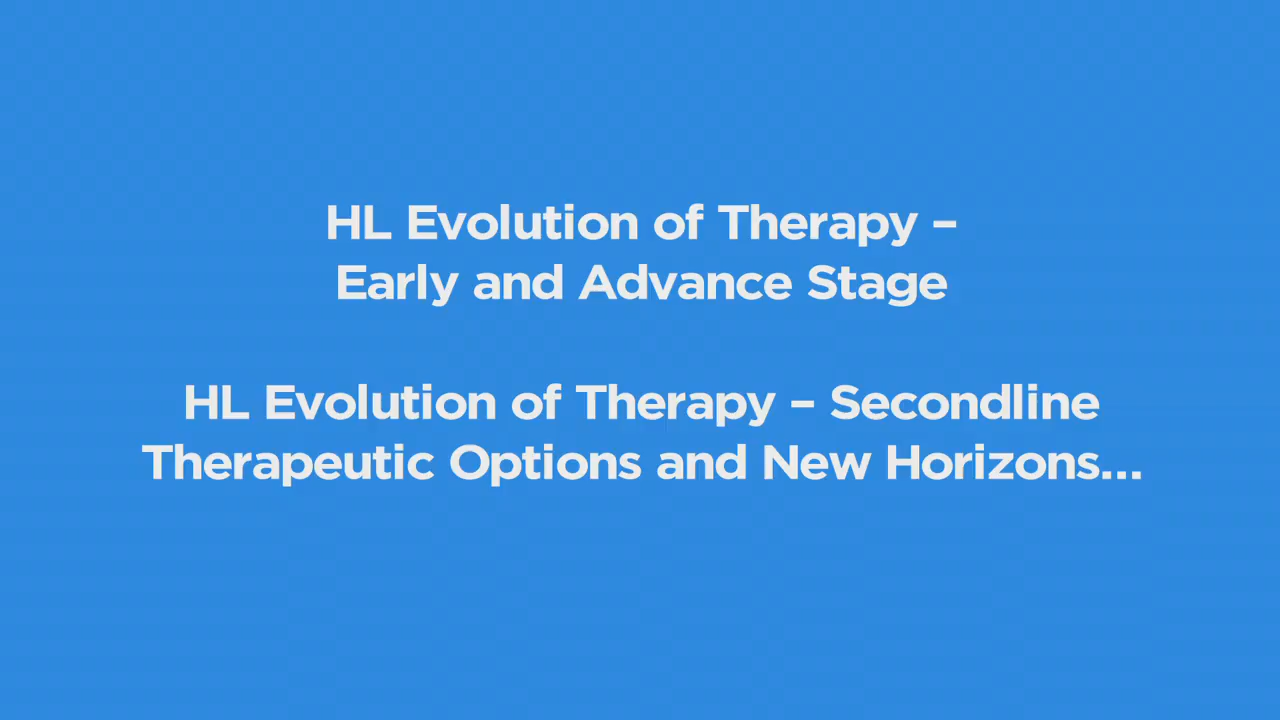 HL Evolution of Therapy –
Early and Advance Stage
HL Evolution of Therapy – Secondline
Therapeutic Options and New Horizons...